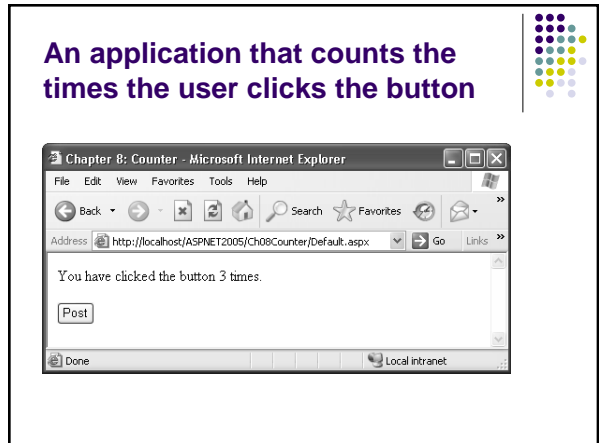 An application that counts the
times the user clicks the button
Chapter 8: Counter - Microsoft Internet Explorer
File Edit View Favorites Tools Help
Back Search Favorites »
Address http://localhost/ASPNET2005/Ch08Counter/Default.aspx Go Links »
You have clicked the button 3 times.
Post
Done Local intranet